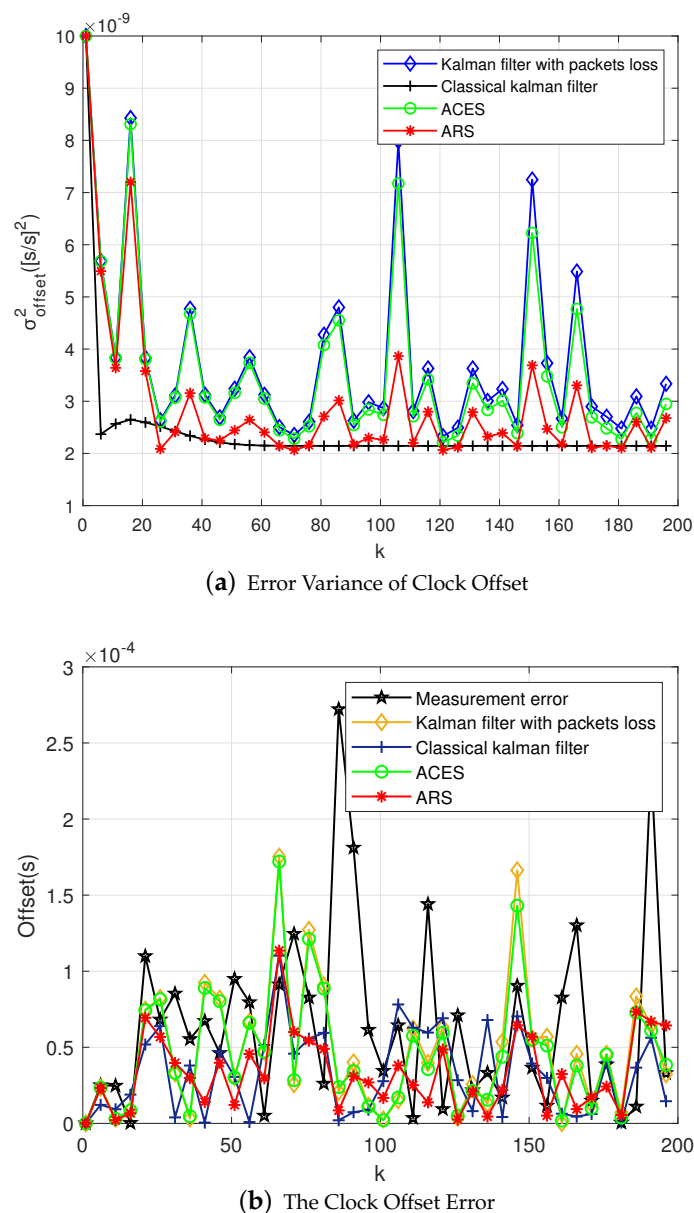 ×10^-9
10
9
8
7
6
5
4
3
2
1
σ²offset([s/s]²
0 20 40 60 80 100 120 140 160 180 200
k
Kalman filter with packets loss
Classical kalman filter
ACES
ARS
(a) Error Variance of Clock Offset
×10^-4
3
2.5
2
1.5
1
0.5
0
Offset(s)
0 50 100 150 200
k
Measurement error
Kalman filter with packets loss
Classical kalman filter
ACES
ARS
(b) The Clock Offset Error